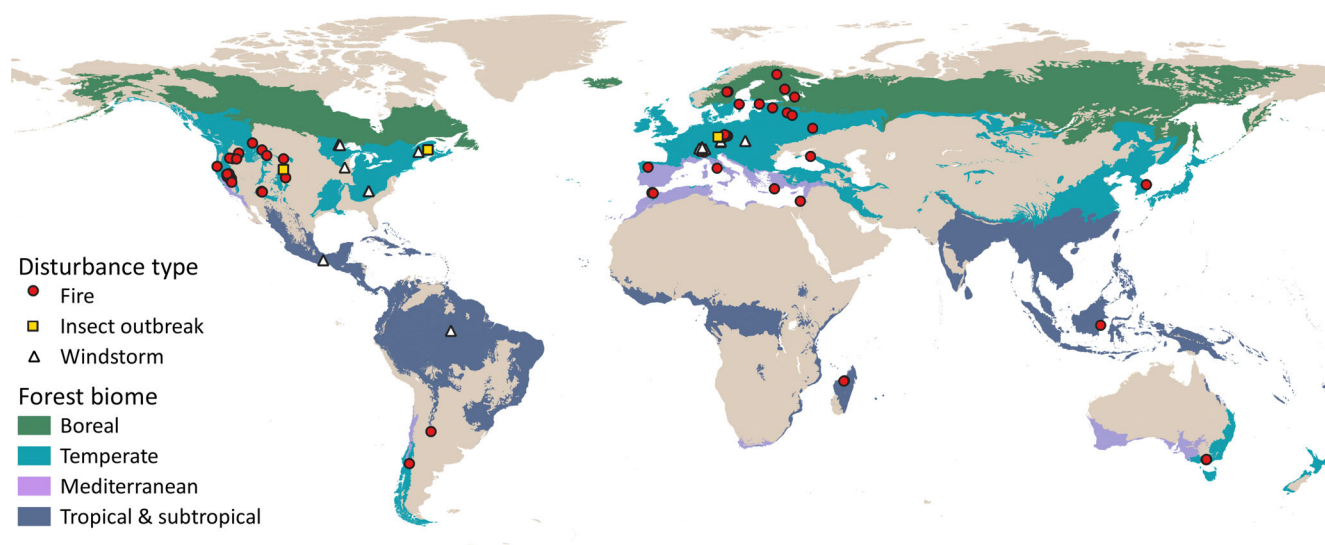 Disturbance type
Fire
Insect outbreak
Windstorm
Forest biome
Boreal
Temperate
Mediterranean
Tropical & subtropical